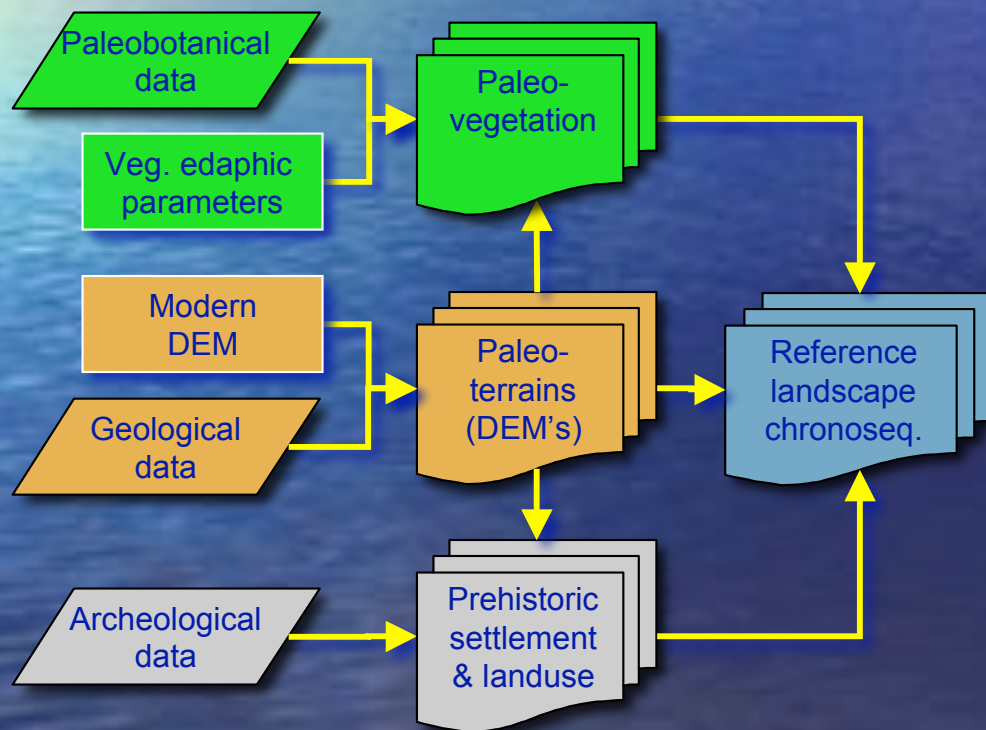 Paleobotanical
data
Veg. edaphic
parameters
Paleo-
vegetation
Modern
DEM
Geological
data
Paleo-
terrains
(DEM's)
Reference
landscape
chronoseq.
Archeological
data
Prehistoric
settlement
& landuse